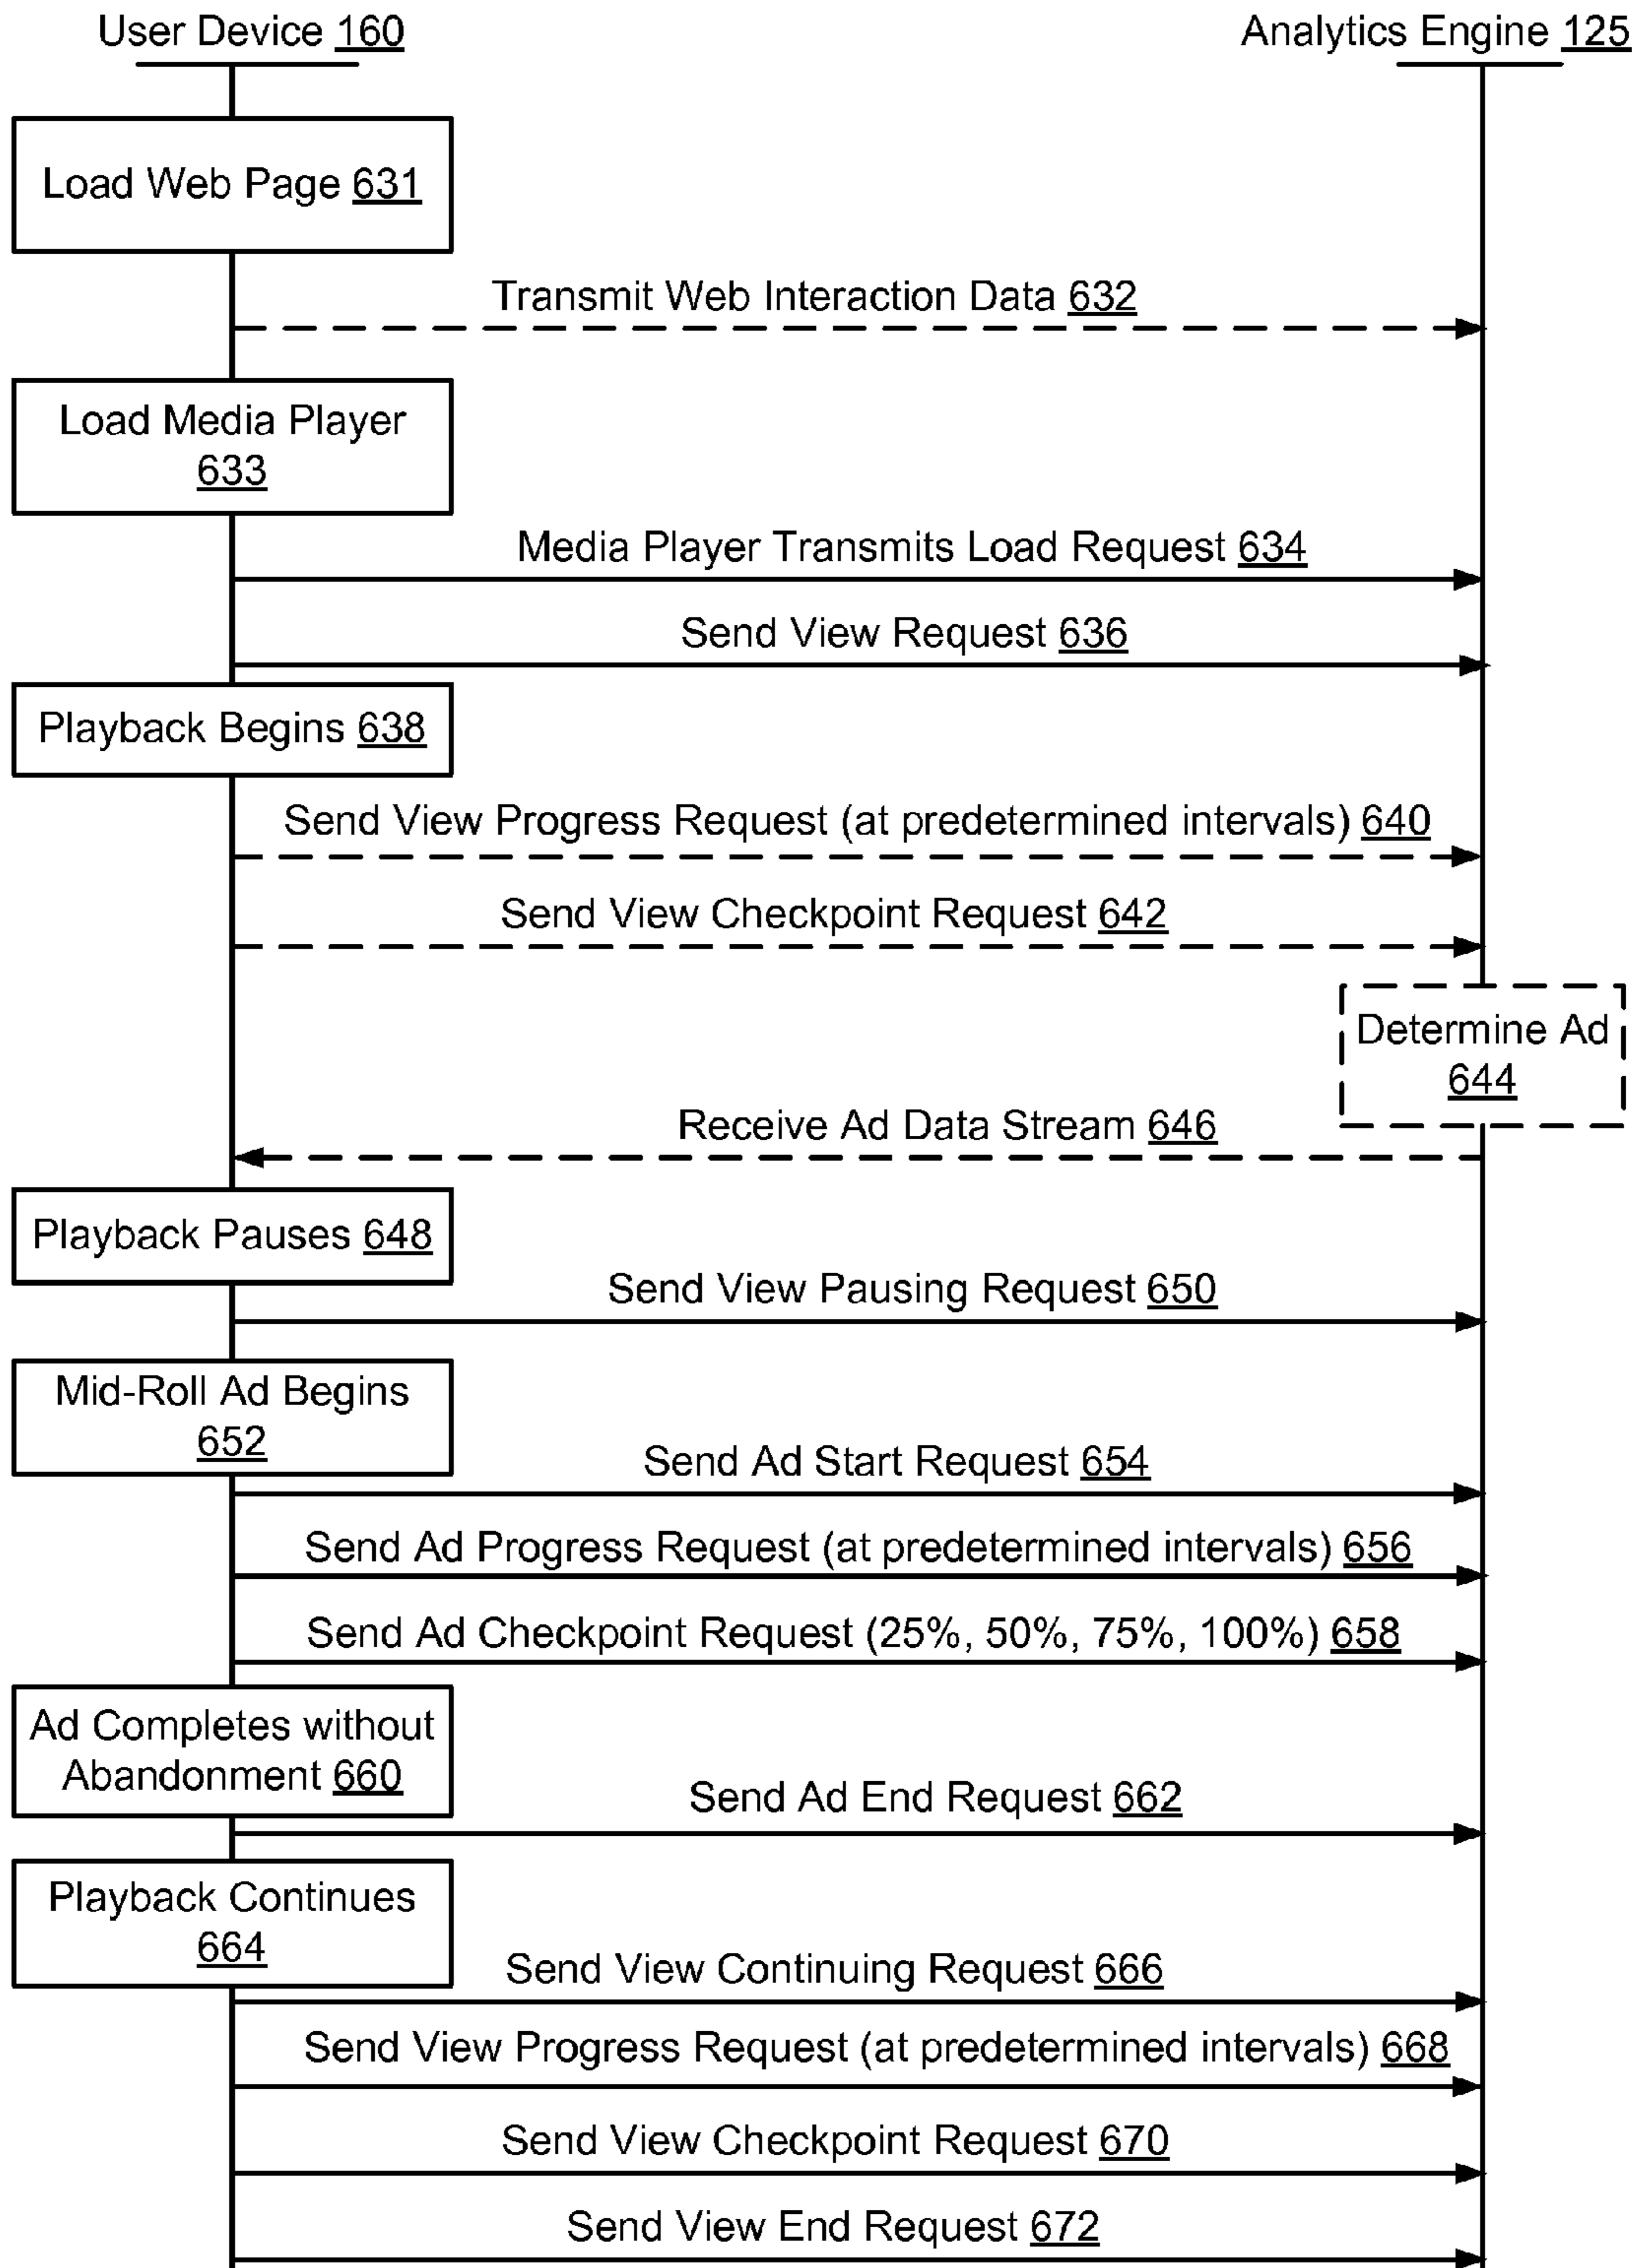 User Device 160
Analytics Engine 125
Load Web Page 631
Transmit Web Interaction Data 632
Load Media Player
633
Media Player Transmits Load Request 634
Send View Request 636
Playback Begins 638
Send View Progress Request (at predetermined intervals) 640
Send View Checkpoint Request 642
Determine Ad
644
Receive Ad Data Stream 646
Playback Pauses 648
Send View Pausing Request 650
Mid-Roll Ad Begins
652
Send Ad Start Request 654
Send Ad Progress Request (at predetermined intervals) 656
Send Ad Checkpoint Request (25%, 50%, 75%, 100%) 658
Ad Completes without
Abandonment 660
Send Ad End Request 662
Playback Continues
664
Send View Continuing Request 666
Send View Progress Request (at predetermined intervals) 668
Send View Checkpoint Request 670
Send View End Request 672